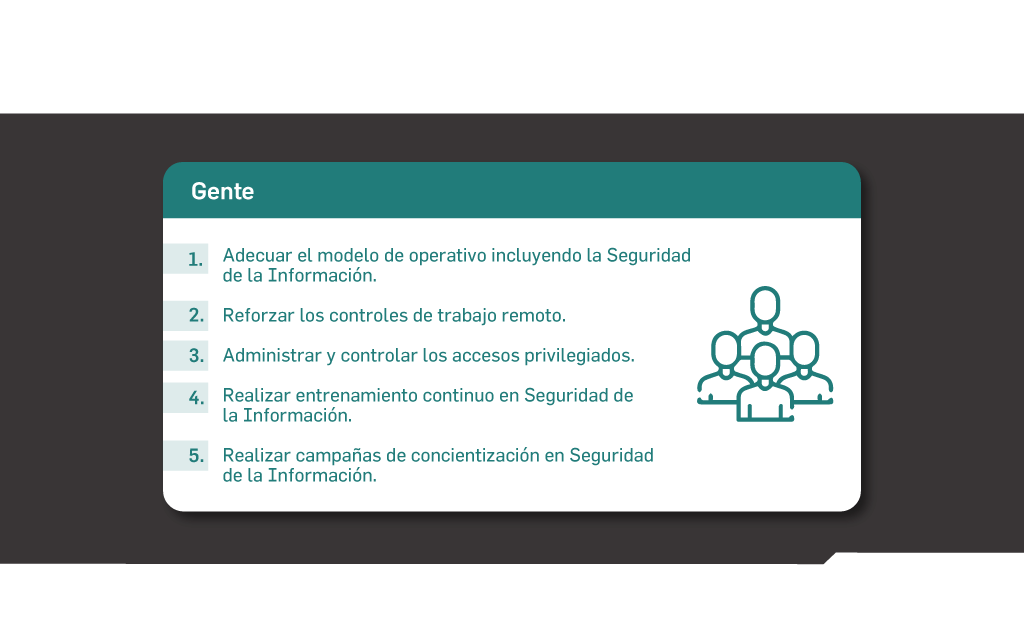 Gente
1. Adecuar el modelo de operativo incluyendo la Seguridad
de la Información.
2. Reforzar los controles de trabajo remoto.
3. Administrar y controlar los accesos privilegiados.
4. Realizar entrenamiento continuo en Seguridad de
la Información.
5. Realizar campañas de concientización en Seguridad
de la Información.